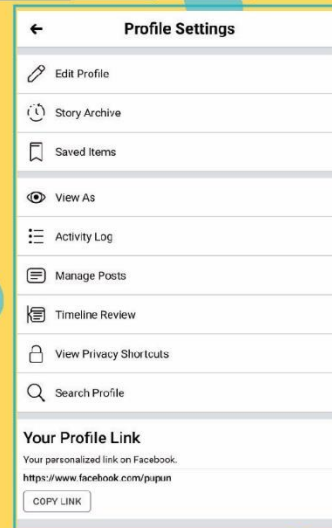 Profile Settings
Edit Profile
Story Archive
Saved Items
View As
Activity Log
Manage Posts
Timeline Review
View Privacy Shortcuts
Search Profile
Your Profile Link
Your personalized link on Facebook.
https://www.facebook.com/pupun
COPY LINK